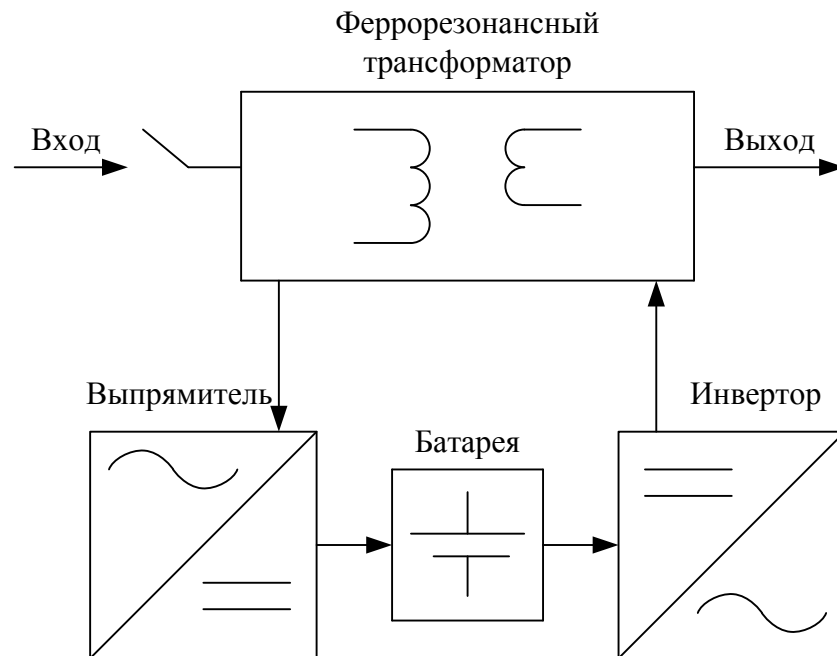 Феррорезонансный
трансформатор
Вход
Выход
Выпрямитель
Батарея
Инвертор